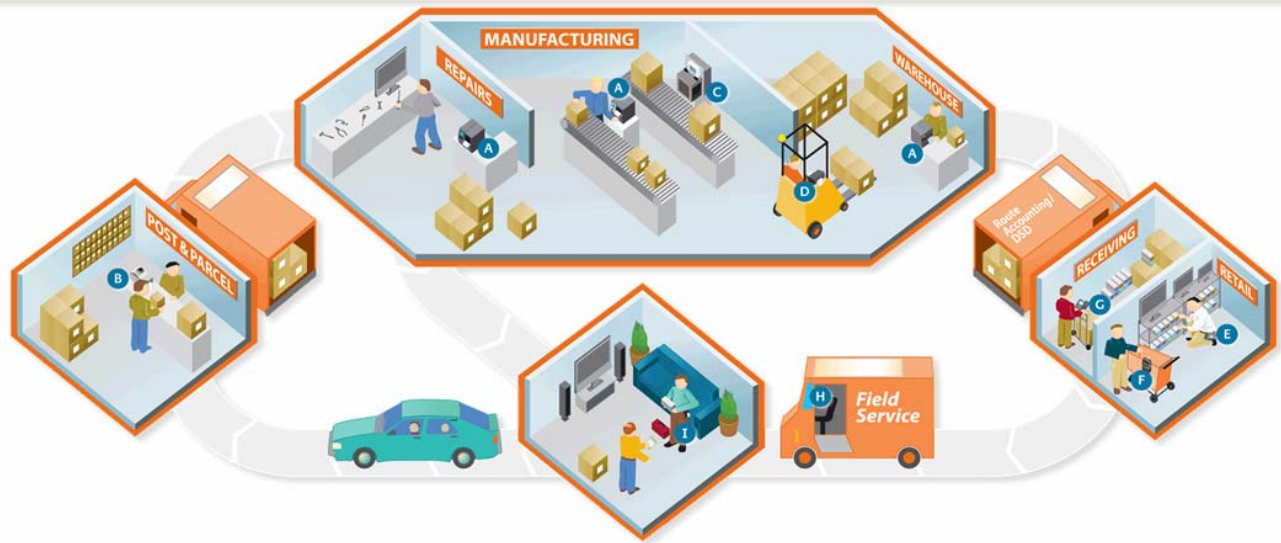 MANUFACTURING
REPAIRS
WAREHOUSE
A
C
A
A
D
POST & PARCEL
B
Route
Accounting/
DSD
RECEIVING
RETAIL
G
E
F
H
Field
Service
I